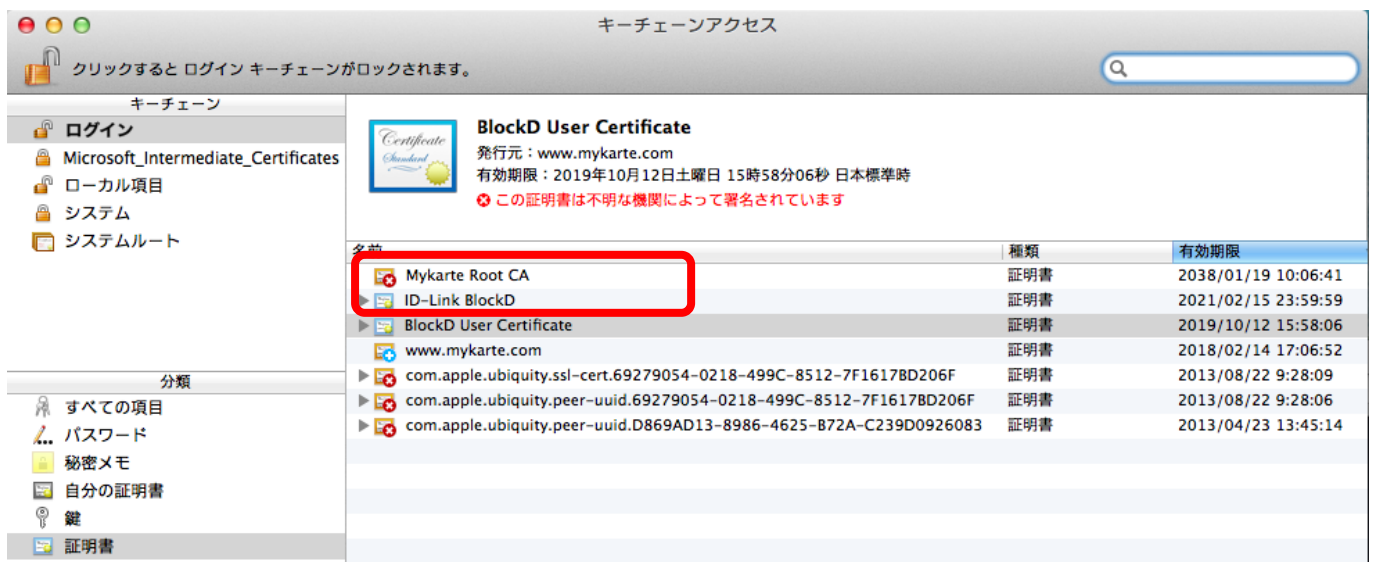 キーチェーンアクセス
クリックすると ログイン キーチェーンがロックされます。
キーチェーン
ログイン
Microsoft_Intermediate_Certificates
ローカル項目
システム
システムルート
Certificate
Standard
BlockD User Certificate
発行元：www.mykarte.com
有効期限：2019年10月12日土曜日 15時58分06秒 日本標準時
この証明書は不明な機関によって署名されています
名前 種類 有効期限
Mykarte Root CA 証明書 2038/01/19 10:06:41
ID-Link BlockD 証明書 2021/02/15 23:59:59
BlockD User Certificate 証明書 2019/10/12 15:58:06
www.mykarte.com 証明書 2018/02/14 17:06:52
com.apple.ubiquity.ssl-cert.69279054-0218-499C-8512-7F1617BD206F 証明書 2013/08/22 9:28:09
com.apple.ubiquity.peer-uuid.69279054-0218-499C-8512-7F1617BD206F 証明書 2013/08/22 9:28:06
com.apple.ubiquity.peer-uuid.D869AD13-8986-4625-B72A-C239D0926083 証明書 2013/04/23 13:45:14
分類
すべての項目
パスワード
秘密メモ
自分の証明書
鍵
証明書